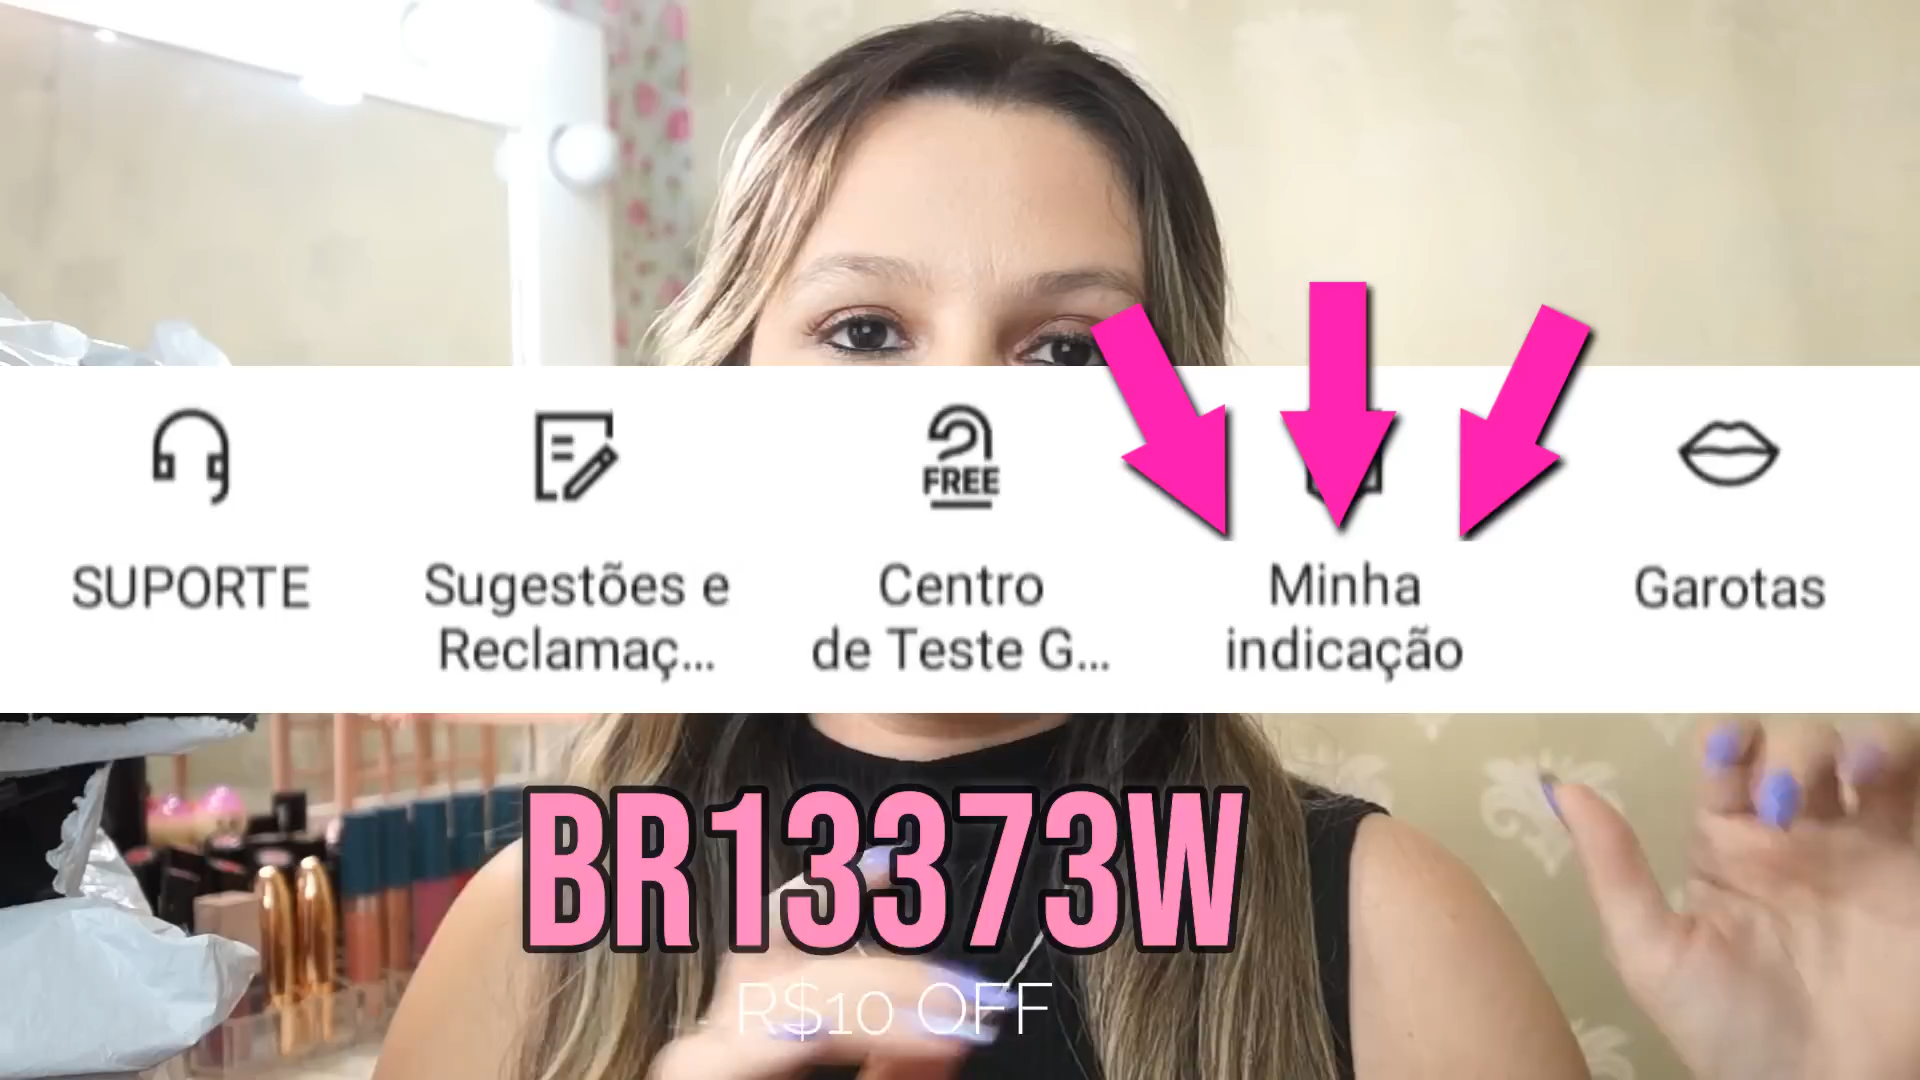 FREE
SUPORTE
Sugestões e
Reclamaç...
Centro
de Teste G...
Minha
indicação
Garotas
BR13373W
R$10 OFF